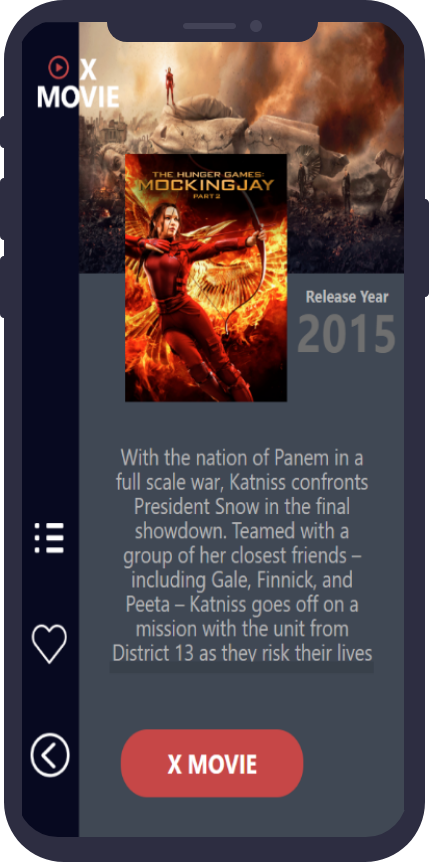 X
MOVIE
THE HUNGER GAMES:
MOCKINGJAY
PART 2
Release Year
2015
With the nation of Panem in a
full scale war, Katniss confronts
President Snow in the final
showdown. Teamed with a
group of her closest friends –
including Gale, Finnick, and
Peeta – Katniss goes off on a
mission with the unit from
District 13 as they risk their lives
X MOVIE